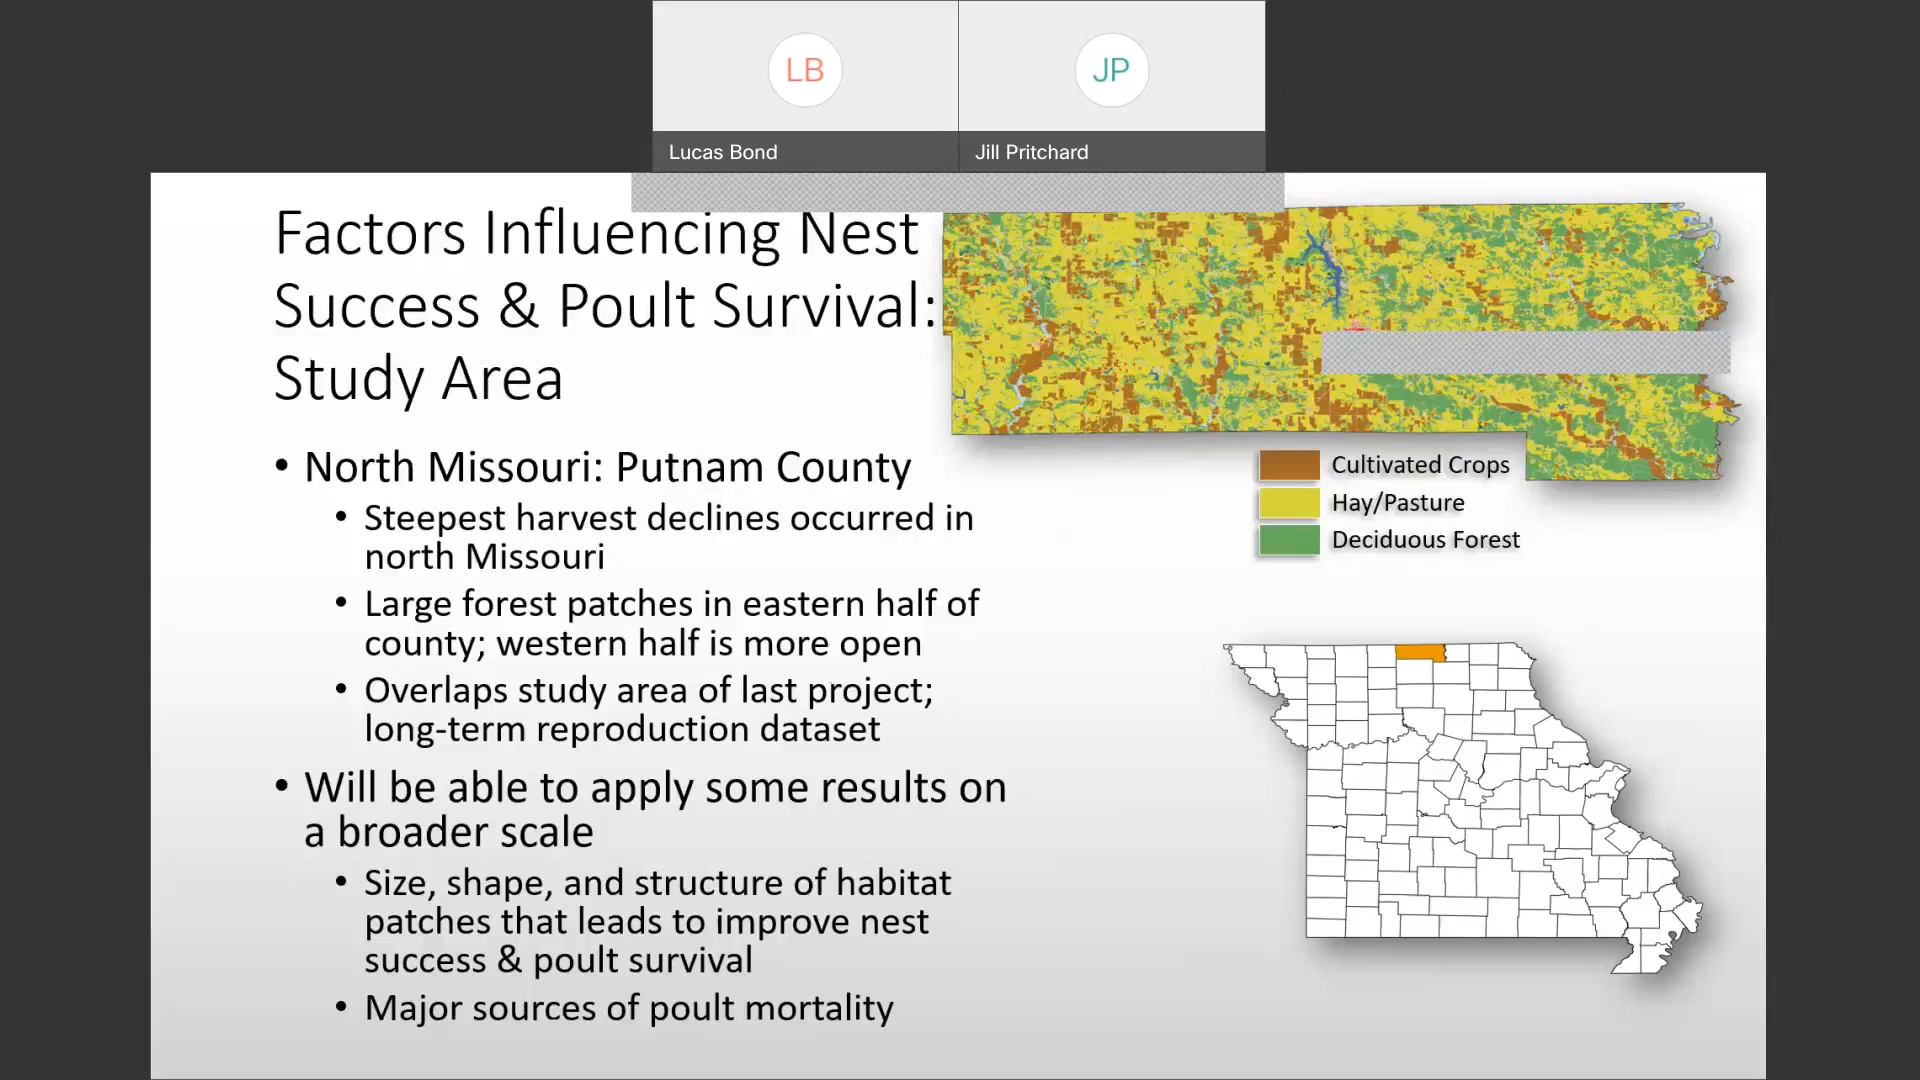 LB
JP
Lucas Bond
Jill Pritchard
Factors Influencing Nest
Success & Poult Survival:
Study Area
• North Missouri: Putnam County
• Steepest harvest declines occurred in
north Missouri
• Large forest patches in eastern half of
county; western half is more open
• Overlaps study area of last project;
long-term reproduction dataset
• Will be able to apply some results on
a broader scale
• Size, shape, and structure of habitat
patches that leads to improve nest
success & poult survival
• Major sources of poult mortality
Cultivated Crops
Hay/Pasture
Deciduous Forest